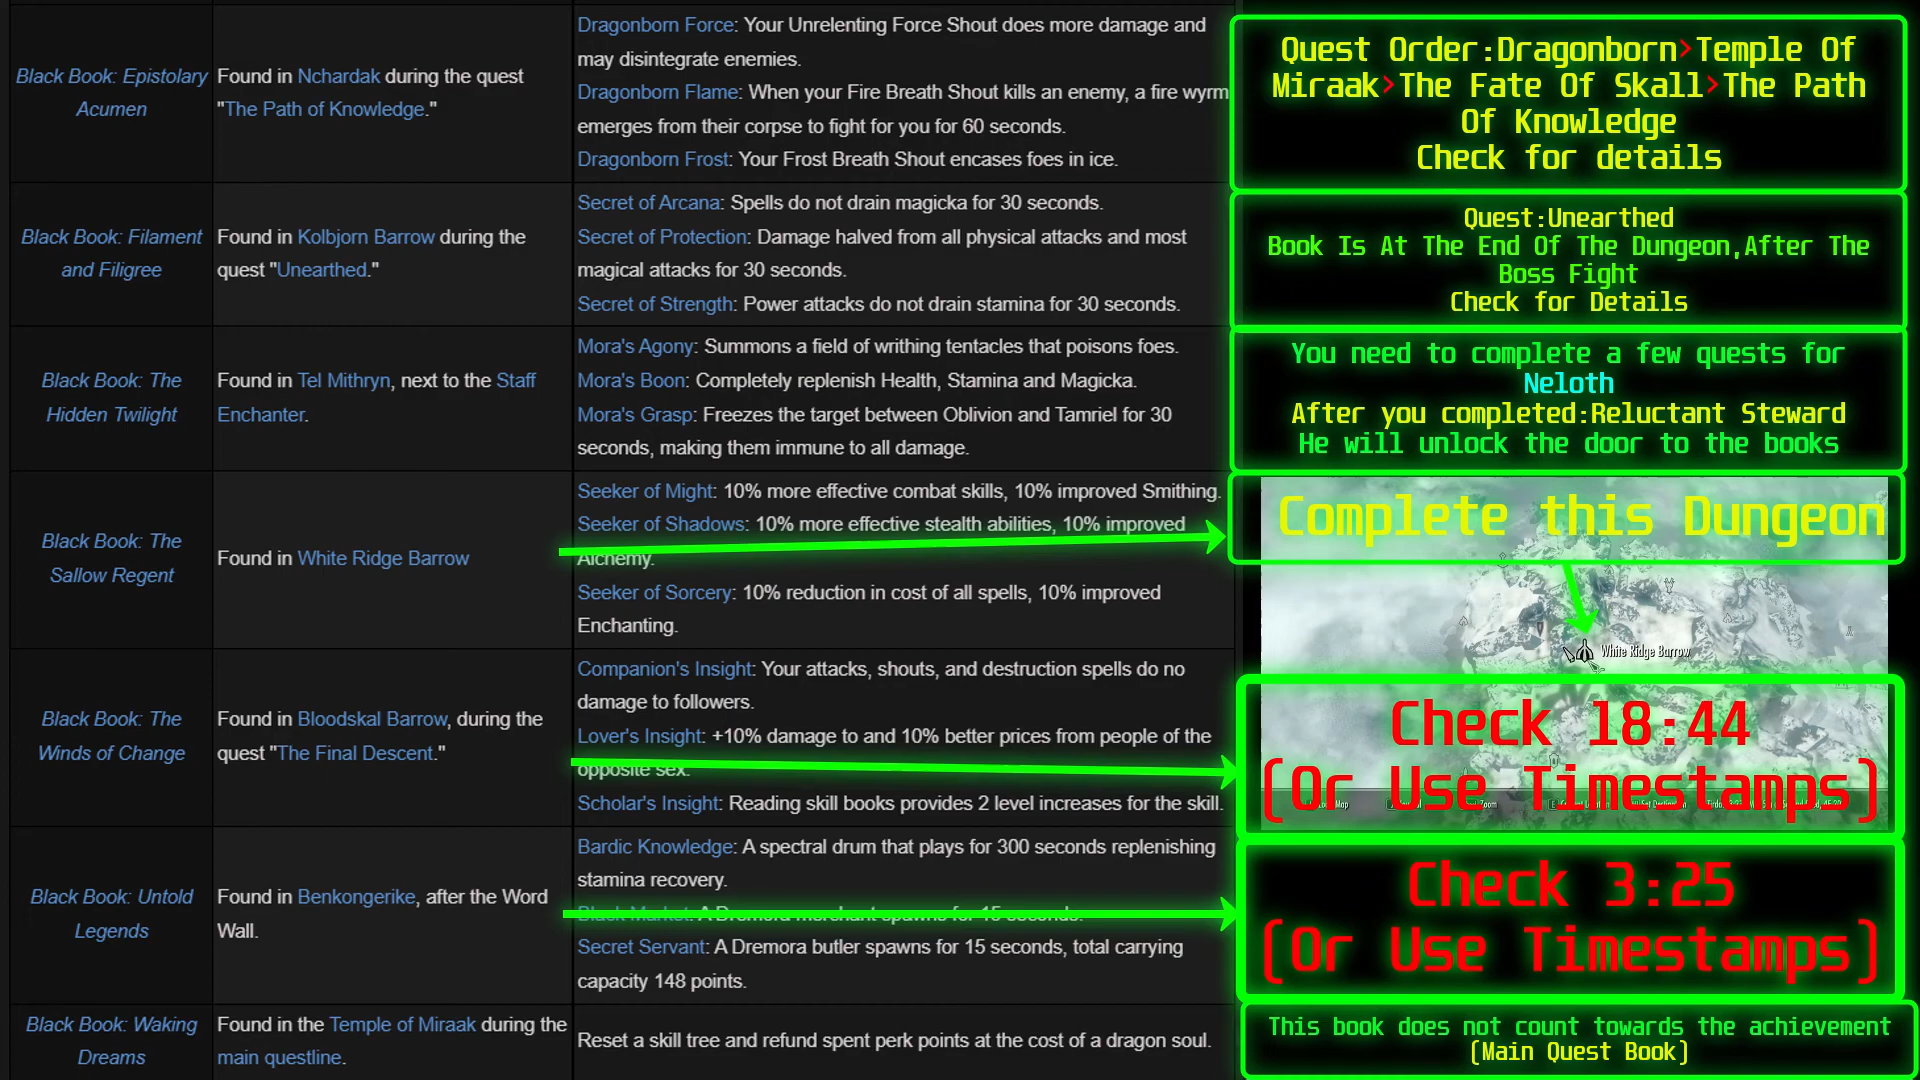 Black Book: Epistolary
Acumen
Found in Nchardak during the quest
"The Path of Knowledge."
Dragonborn Force: Your Unrelenting Force Shout does more damage and
may disintegrate enemies.
Dragonborn Flame: When your Fire Breath Shout kills an enemy, a fire wyrm
emerges from their corpse to fight for you for 60 seconds.
Dragonborn Frost: Your Frost Breath Shout encases foes in ice.
Quest Order:Dragonborn>Temple Of
Miraak>The Fate Of Skall>The Path
Of Knowledge
Check for details
Black Book: Filament
and Filigree
Found in Kolbjorn Barrow during the
quest "Unearthed."
Secret of Arcana: Spells do not drain magicka for 30 seconds.
Secret of Protection: Damage halved from all physical attacks and most
magical attacks for 30 seconds.
Secret of Strength: Power attacks do not drain stamina for 30 seconds.
Quest:Unearthed
Book Is At The End Of The Dungeon,After The
Boss Fight
Check for Details
Black Book: The
Hidden Twilight
Found in Tel Mithryn, next to the Staff
Enchanter.
Mora's Agony: Summons a field of writhing tentacles that poisons foes.
Mora's Boon: Completely replenish Health, Stamina and Magicka.
Mora's Grasp: Freezes the target between Oblivion and Tamriel for 30
seconds, making them immune to all damage.
You need to complete a few quests for
Neloth
After you completed:Reluctant Steward
He will unlock the door to the books
Black Book: The
Sallow Regent
Found in White Ridge Barrow
Seeker of Might: 10% more effective combat skills, 10% improved Smithing.
Seeker of Shadows: 10% more effective stealth abilities, 10% improved
Alchemy.
Seeker of Sorcery: 10% reduction in cost of all spells, 10% improved
Enchanting.
Complete this Dungeon
White Ridge Barrow
Black Book: The
Winds of Change
Found in Bloodskal Barrow, during the
quest "The Final Descent."
Companion's Insight: Your attacks, shouts, and destruction spells do no
damage to followers.
Lover's Insight: +10% damage to and 10% better prices from people of the
opposite sex.
Scholar's Insight: Reading skill books provides 2 level increases for the skill.
Check 18:44
(Or Use Timestamps)
Black Book: Untold
Legends
Found in Benkongerike, after the Word
Wall.
Bardic Knowledge: A spectral drum that plays for 300 seconds replenishing
stamina recovery.
Black Market: A Dremora merchant spawns for 15 seconds.
Secret Servant: A Dremora butler spawns for 15 seconds, total carrying
capacity 148 points.
Check 3:25
(Or Use Timestamps)
Black Book: Waking
Dreams
Found in the Temple of Miraak during the
main questline.
Reset a skill tree and refund spent perk points at the cost of a dragon soul.
This book does not count towards the achievement
(Main Quest Book)